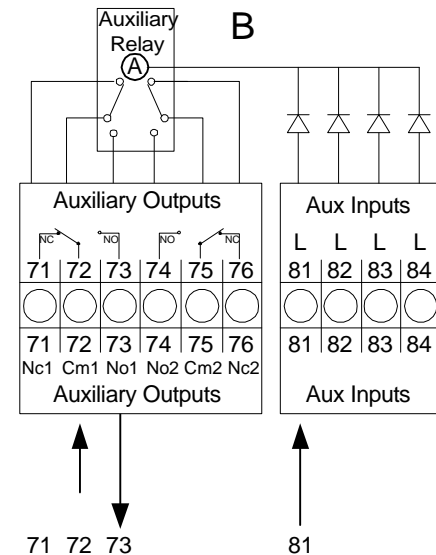 Auxiliary
Relay
B
A
Auxiliary Outputs
Aux Inputs
NC NO NO NC
L L L L
71 72 73 74 75 76
81 82 83 84
71 72 73 74 75 76
81 82 83 84
Nc1 Cm1 No1 No2 Cm2 Nc2
Auxiliary Outputs
Aux Inputs
71 72 73
81